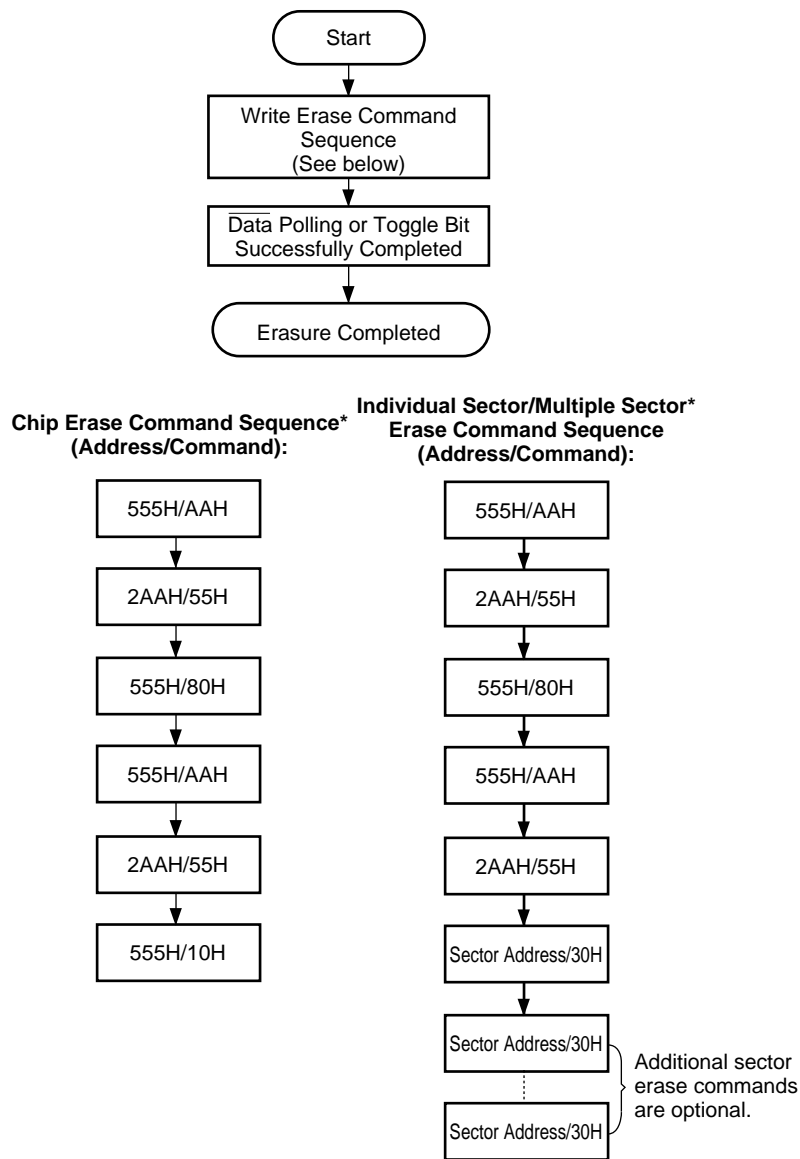 Start
Write Erase Command
Sequence
(See below)
D̅a̅t̅a̅ Polling or Toggle Bit
Successfully Completed
Erasure Completed
Chip Erase Command Sequence*
(Address/Command):
555H/AAH
2AAH/55H
555H/80H
555H/AAH
2AAH/55H
555H/10H
Individual Sector/Multiple Sector*
Erase Command Sequence
(Address/Command):
555H/AAH
2AAH/55H
555H/80H
555H/AAH
2AAH/55H
Sector Address/30H
Sector Address/30H
Sector Address/30H
Additional sector
erase commands
are optional.